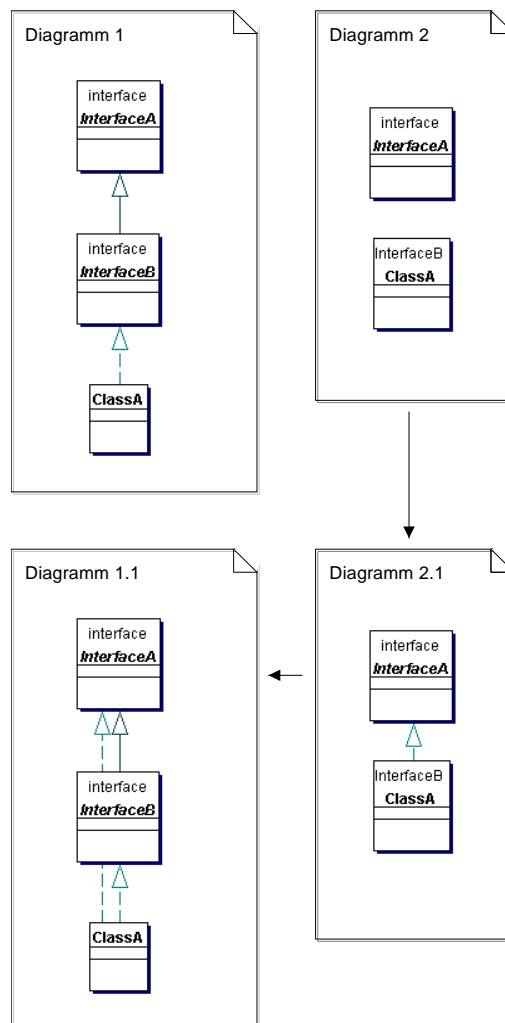 Diagramm 1
interface
InterfaceA
interface
InterfaceB
ClassA
Diagramm 2
interface
InterfaceA
InterfaceB
ClassA
Diagramm 1.1
interface
InterfaceA
interface
InterfaceB
ClassA
Diagramm 2.1
interface
InterfaceA
InterfaceB
ClassA